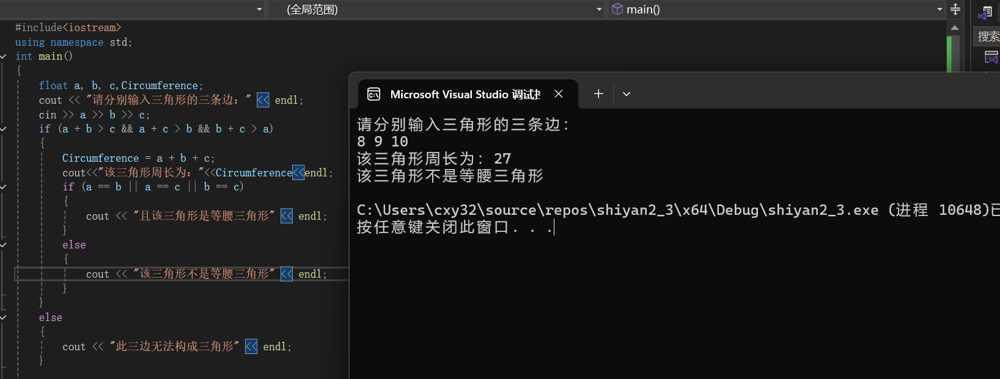 (全局范围)
main()
搜索
#include<iostream>
using namespace std;
int main()
{
float a, b, c,Circumference;
cout << "请分别输入三角形的三条边：" << endl;
cin >> a >> b >> c;
if (a + b > c && a + c > b && b + c > a)
{
Circumference = a + b + c;
cout<<"该三角形周长为："<<Circumference<<endl;
if (a == b || a == c || b == c)
{
cout << "且该三角形是等腰三角形" << endl;
}
else
{
cout << "该三角形不是等腰三角形" << endl;
}
}
else
{
cout << "此三边无法构成三角形" << endl;
}
Microsoft Visual Studio 调试
请分别输入三角形的三条边：
8 9 10
该三角形周长为：27
该三角形不是等腰三角形
C:\Users\cxy32\source\repos\shiyan2_3\x64\Debug\shiyan2_3.exe (进程 10648)已
按任意键关闭此窗口. . .